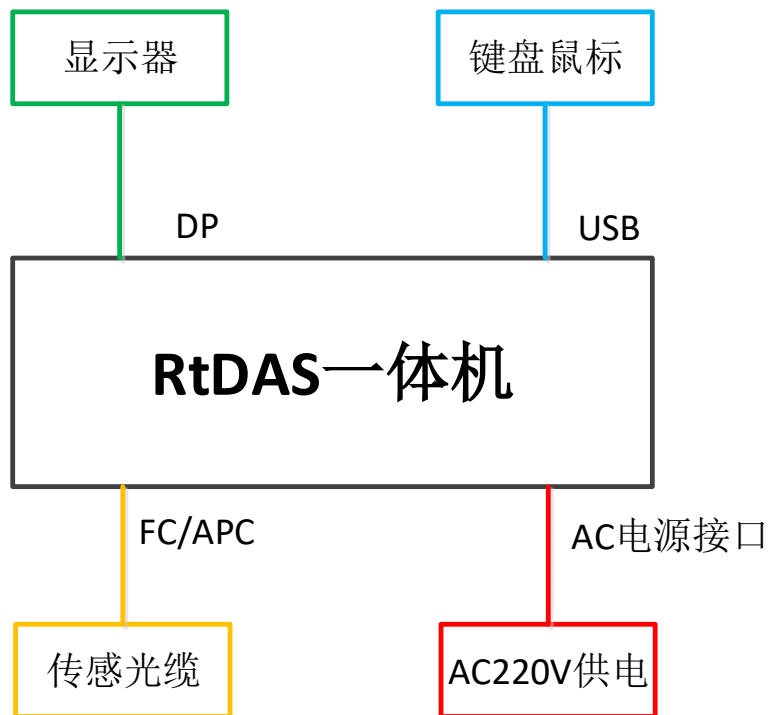 显示器
键盘鼠标
DP
USB
RtDAS一体机
FC/APC
AC电源接口
传感光缆
AC220V供电